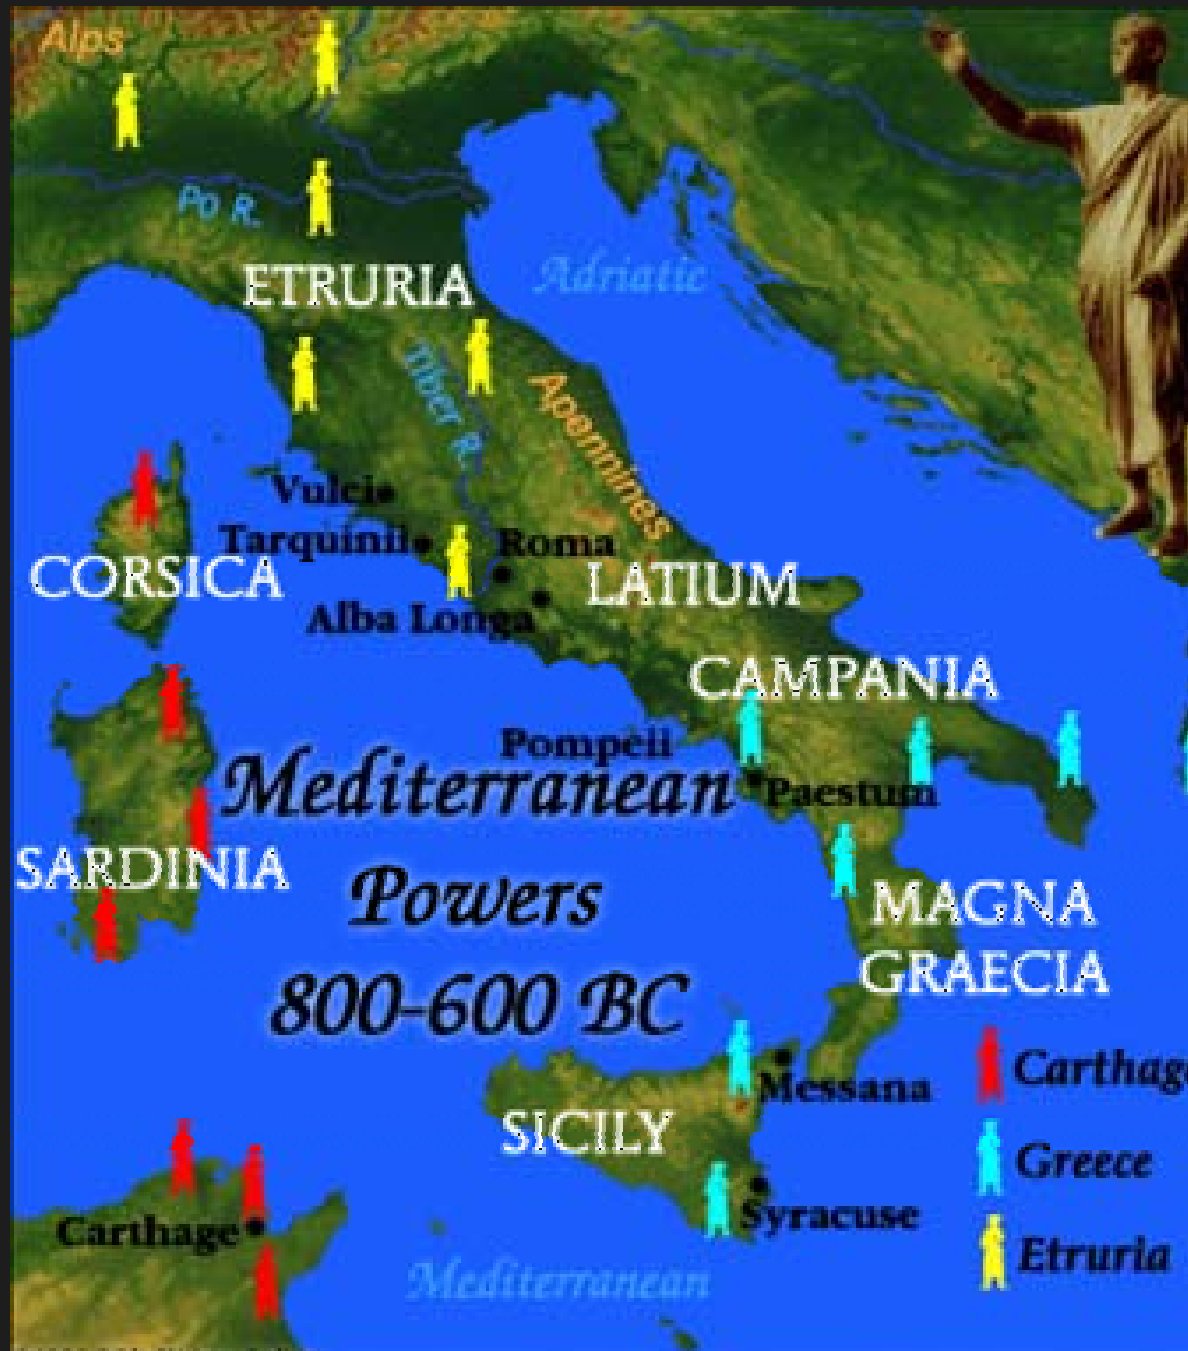 Alps
Po R.
ETRURIA
Adriatic
Tiber R.
Apennines
Vulci
Tarquinii
Roma
CORSICA
LATIUM
Alba Longa
CAMPANIA
Pompeii
Mediterranean
Paestum
SARDINIA
Powers
MAGNA
GRAECIA
800-600 BC
Carthag
Messana
SICILY
Greece
Syracuse
Carthage
Etruria
Mediterranean